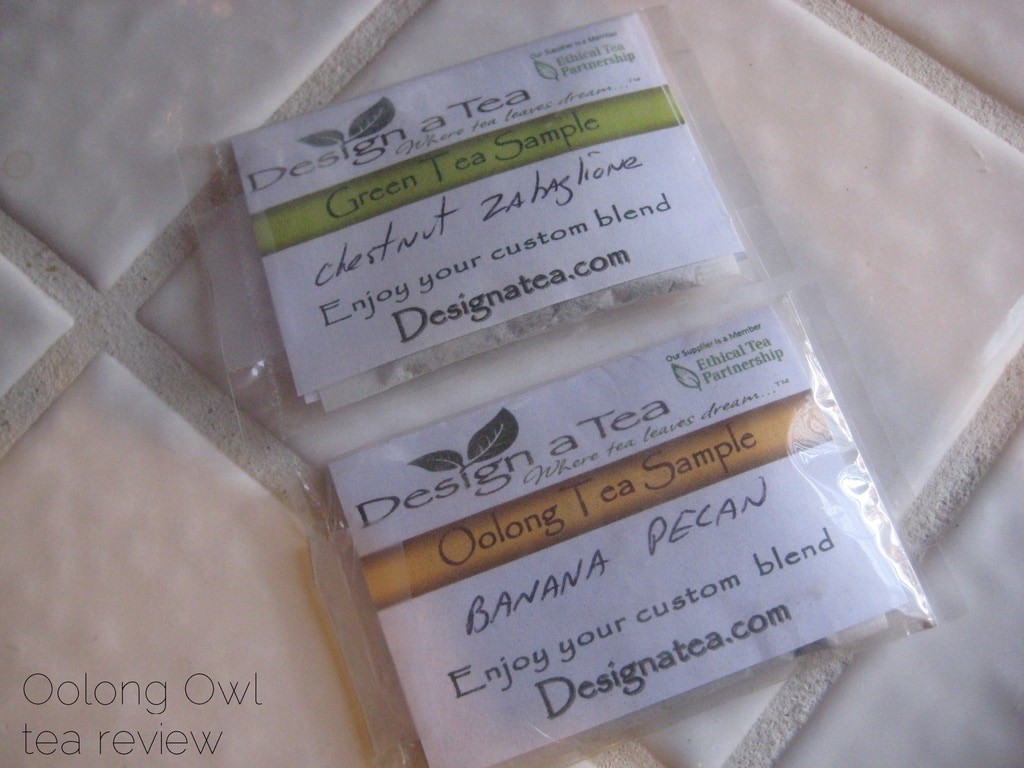 Our Supplier is a Member
Ethical Tea
Partnership
Design a Tea
Where tea leaves dream...™
Green Tea Sample
chestnut ZABAglione
Enjoy your custom blend
Designatea.com
Our Supplier is a Member
Ethical Tea
Partnership
Design a Tea
Where tea leaves dream...™
Oolong Tea Sample
BANANA PECAN
Enjoy your custom blend
Designatea.com
Oolong Owl
tea review